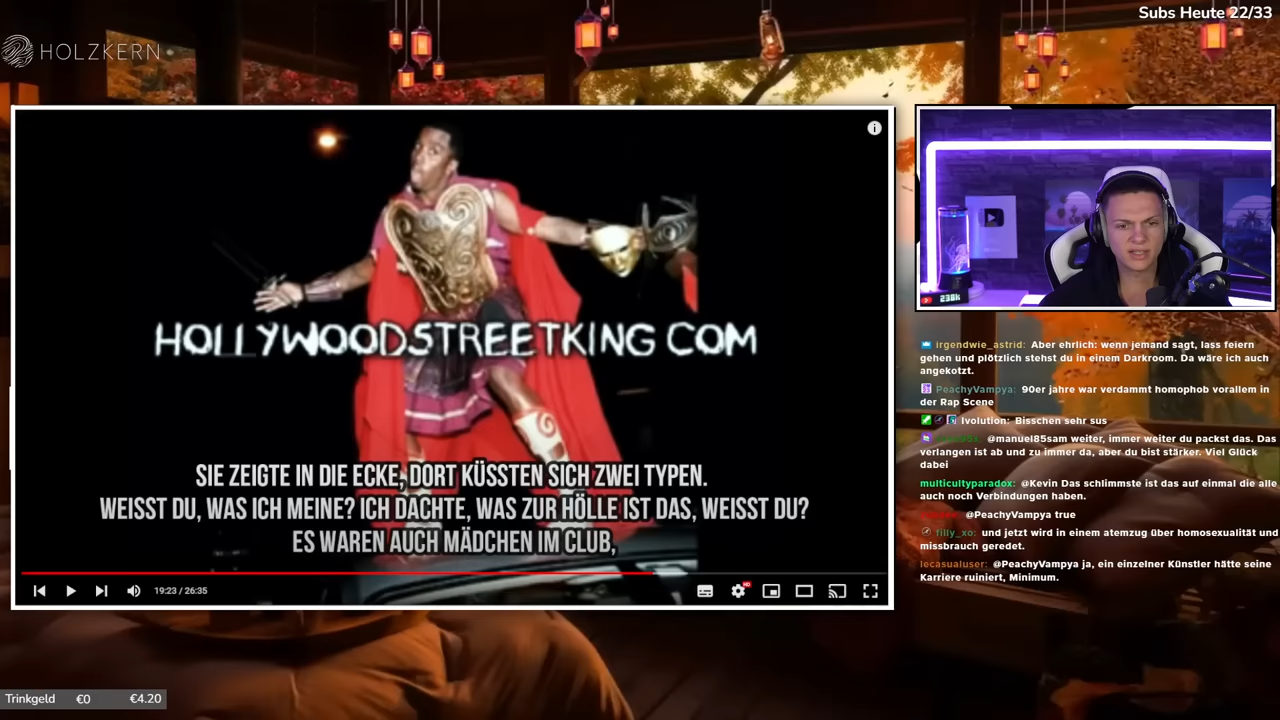 Subs Heute 22/33
HOLZKERN
HOLLYWOODSTREETKING.COM
SIE ZEIGTE IN DIE ECKE, DORT KÜSSTEN SICH ZWEI TYPEN.
WEISST DU, WAS ICH MEINE? ICH DACHTE, WAS ZUR HÖLLE IST DAS, WEISST DU?
ES WAREN AUCH MÄDCHEN IM CLUB,
19:23 / 26:35
HD
238k
irgendwie_astrid: Aber ehrlich: wenn jemand sagt, lass feiern
gehen und plötzlich stehst du in einem Darkroom. Da wäre ich auch
angekotzt.
PeachyVampya: 90er jahre war verdammt homophob vorallem in
der Rap Scene
Ivolution: Bisschen sehr sus
@manuel85sam weiter, immer weiter du packst das. Das
verlangen ist ab und zu immer da, aber du bist stärker. Viel Glück
dabei
multicultyparadox: @Kevin Das schlimmste ist das auf einmal die alle
auch noch Verbindungen haben.
@PeachyVampya true
filly_xo: und jetzt wird in einem atemzug über homosexualität und
missbrauch geredet.
lecasualuser: @PeachyVampya ja, ein einzelner Künstler hätte seine
Karriere ruiniert, Minimum.
Trinkgeld €0 €4.20